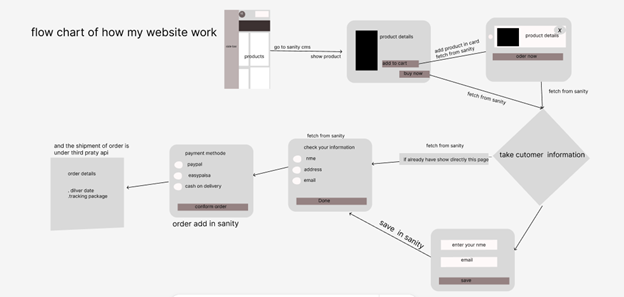 flow chart of how my website work
products
go to sanity cms
show product
product details
add to cart
buy now
add product in card
fetch from sanity
X
product details
oder now
fetch from sanity
fetch from sanity
take cutomer information
fetch from sanity
if already have show directly this page
fetch from sanity
check your information
nme
address
email
Done
payment methode
paypal
easypaisa
cash on delivery
confirm order
order add in sanity
and the shipment of order is
under third praty api
order details
. dilver date
.tracking package
save in sanity
enter your nme
email
save